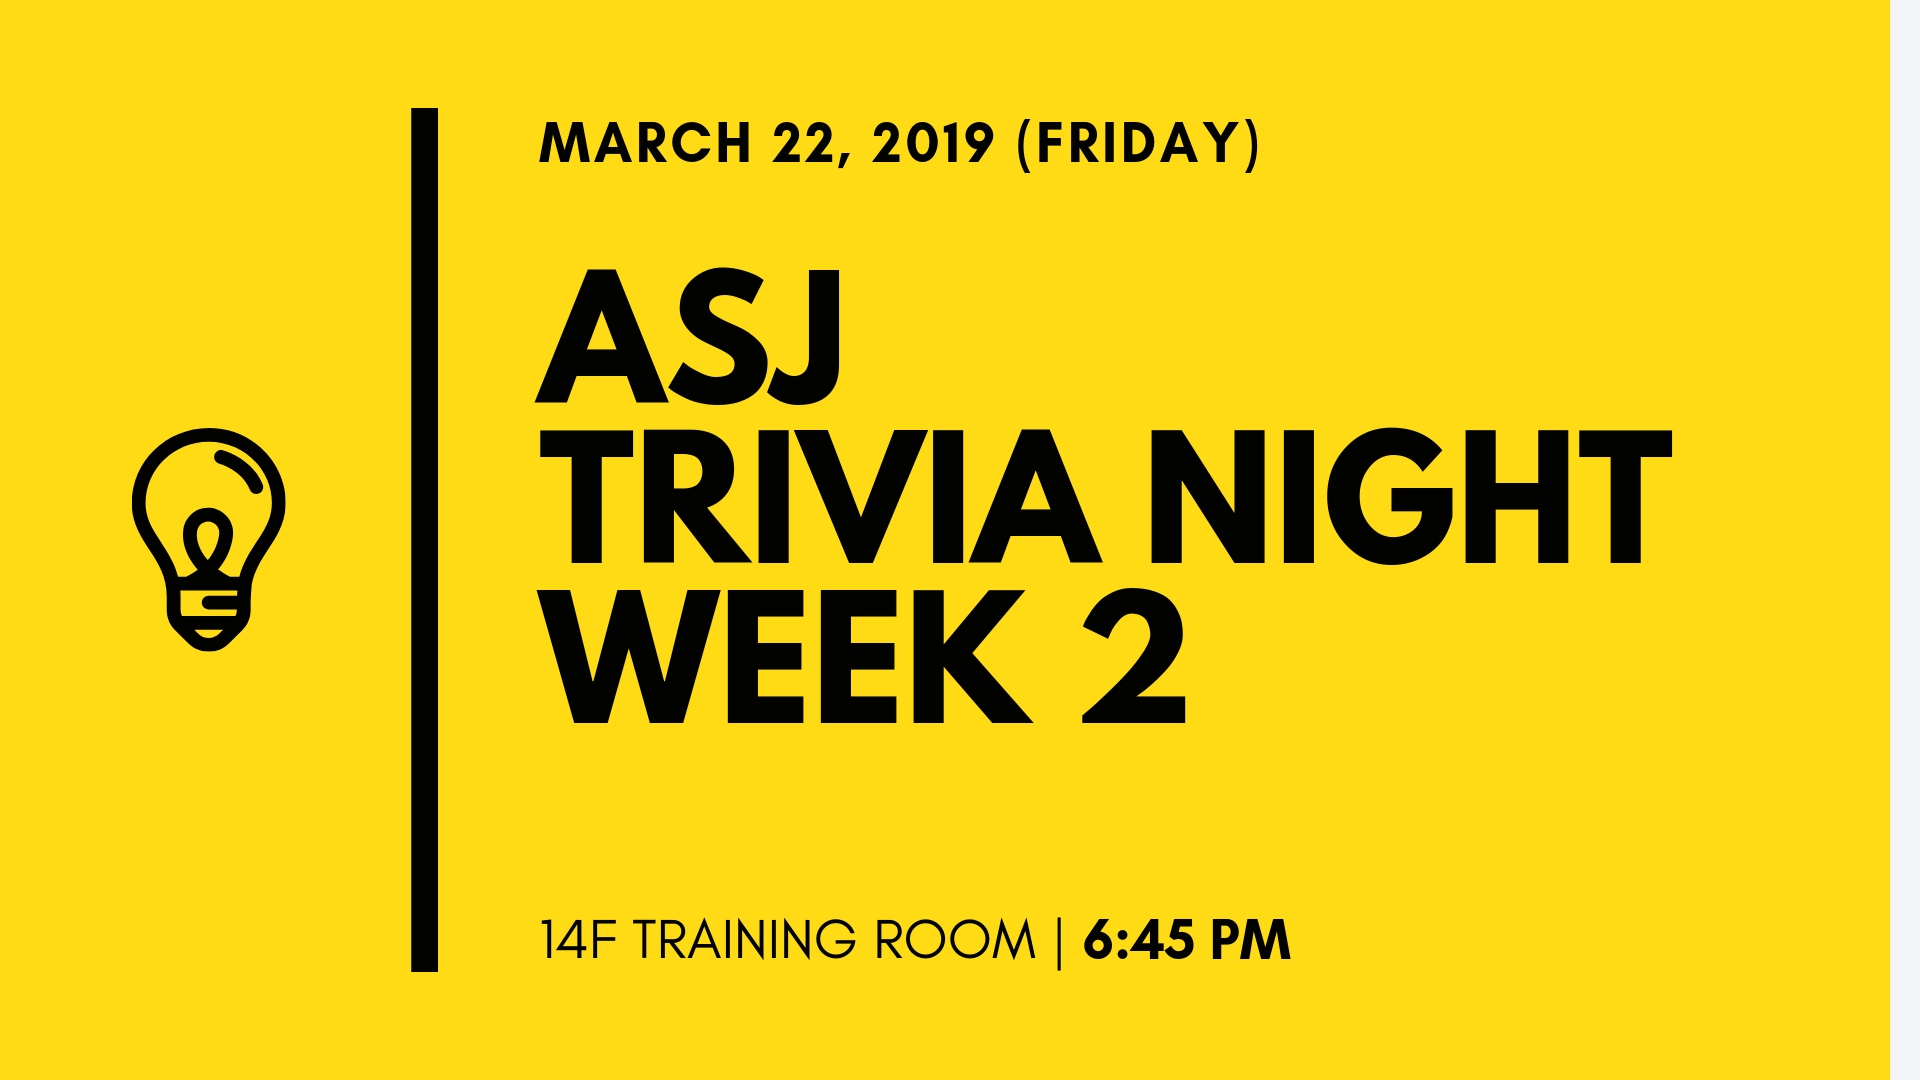 MARCH 22, 2019 (FRIDAY)
ASJ
TRIVIA NIGHT
WEEK 2
14F TRAINING ROOM | 6:45 PM